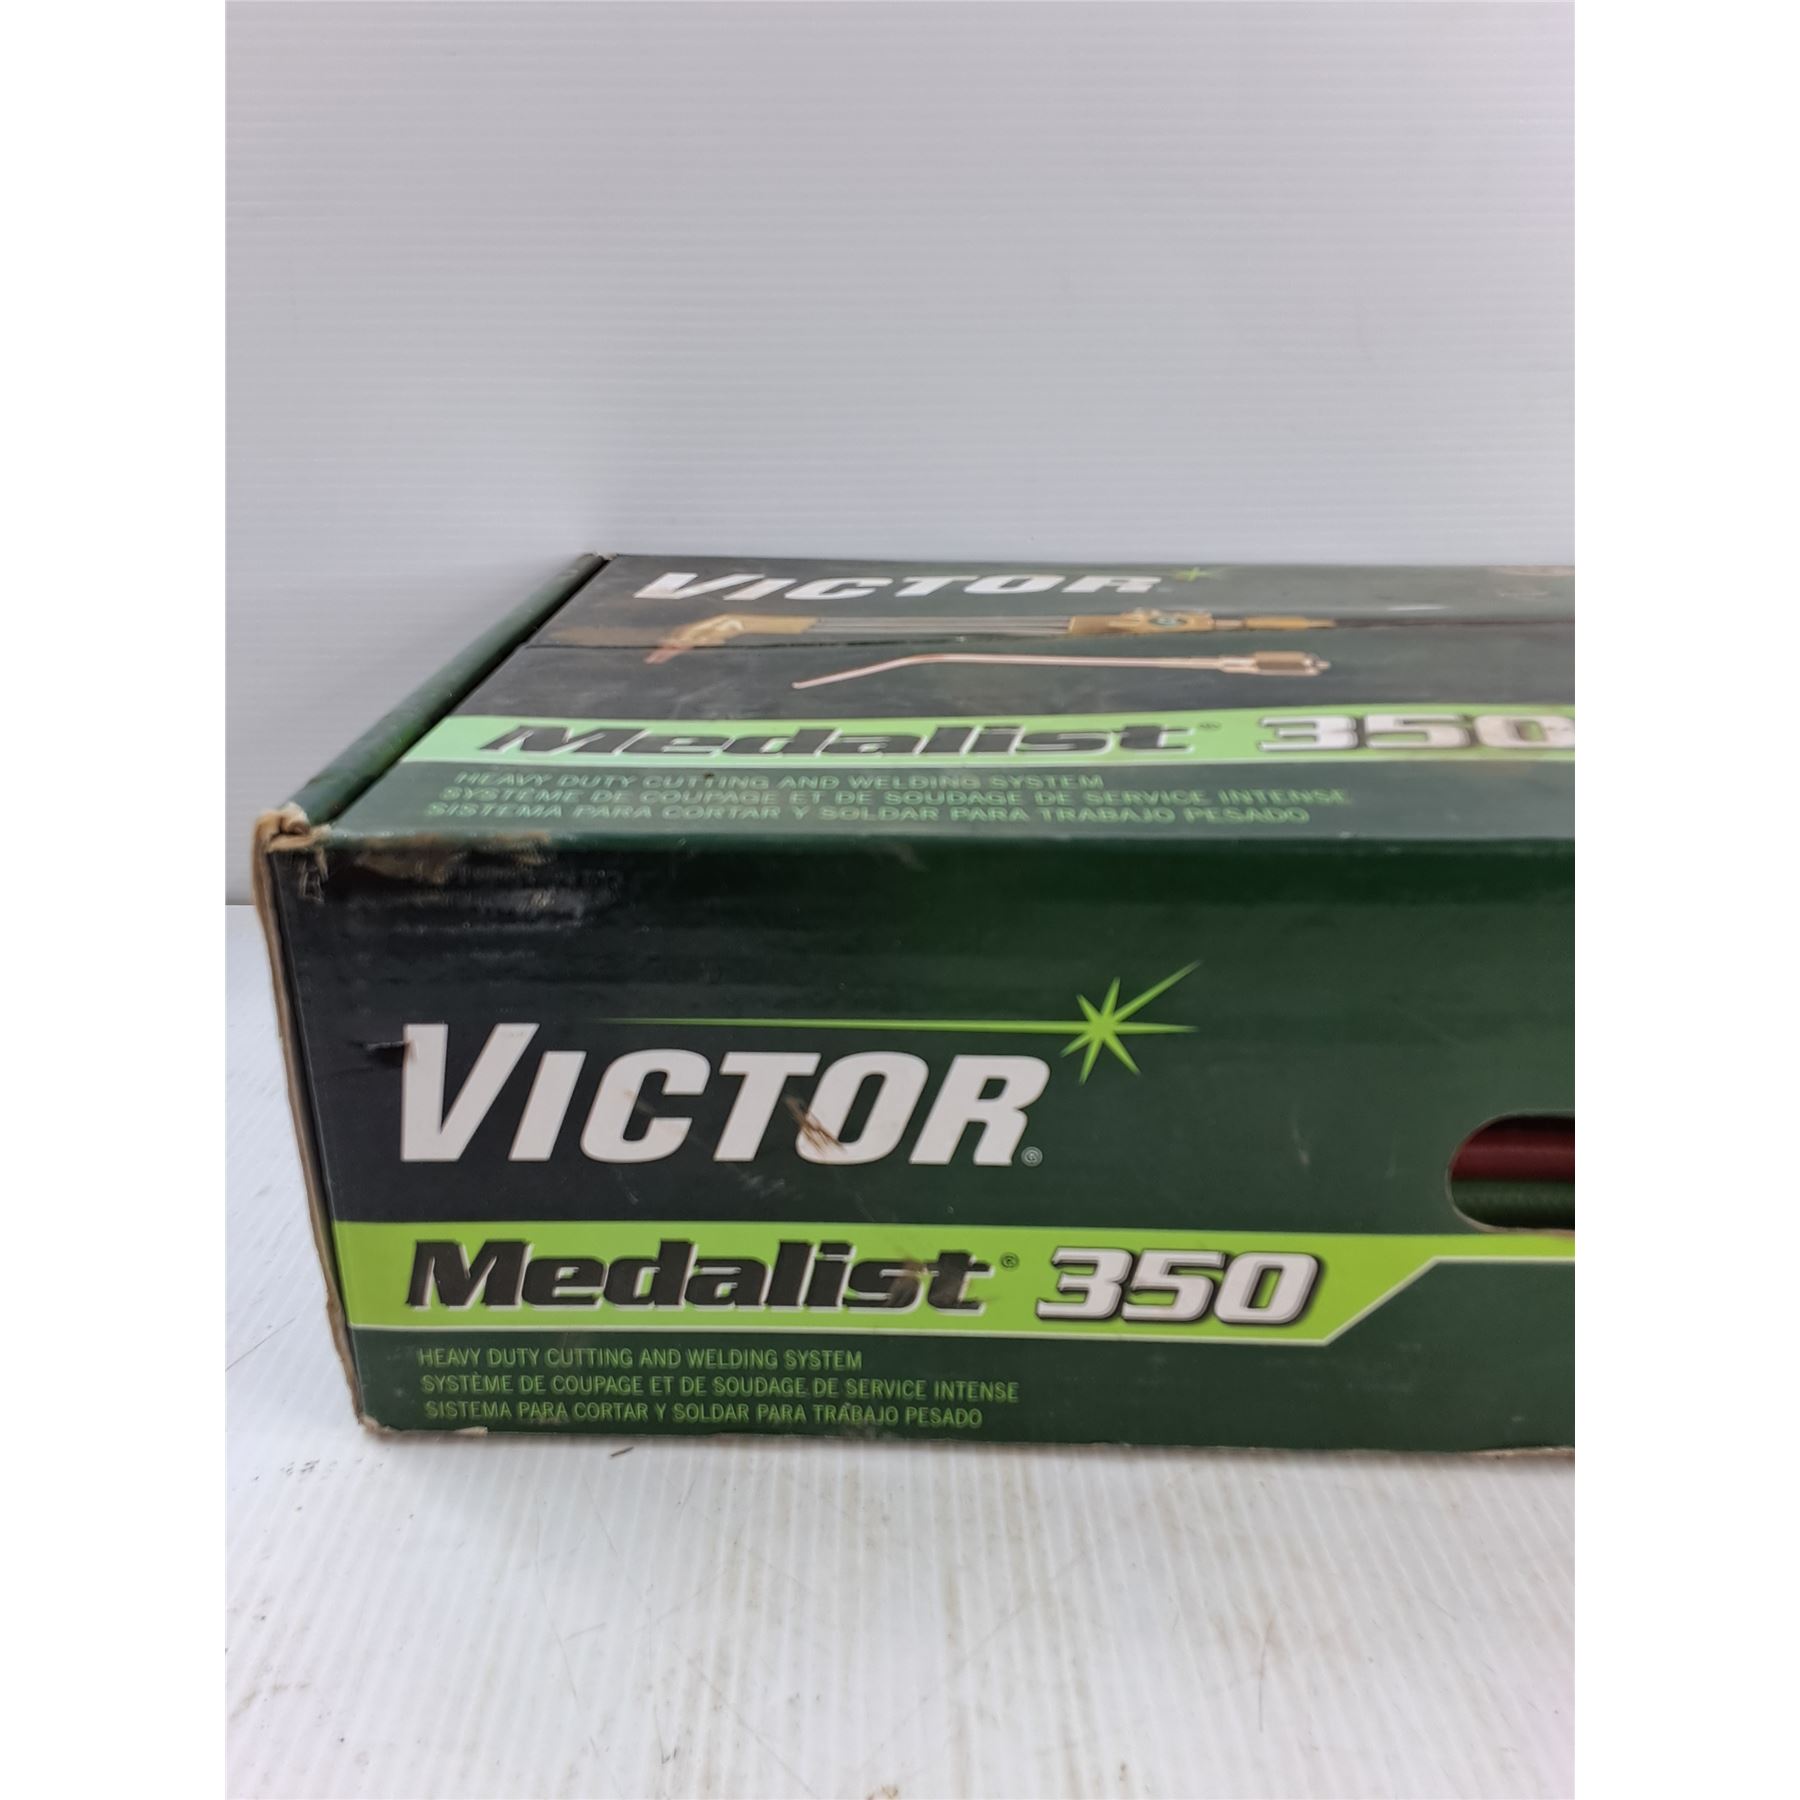 VICTOR
Medalist 350
HEAVY DUTY CUTTING AND WELDING SYSTEM
SYSTÈME DE COUPAGE ET DE SOUDAGE DE SERVICE INTENSE
SISTEMA PARA CORTAR Y SOLDAR PARA TRABAJO PESADO
VICTOR®
Medalist® 350
HEAVY DUTY CUTTING AND WELDING SYSTEM
SYSTÈME DE COUPAGE ET DE SOUDAGE DE SERVICE INTENSE
SISTEMA PARA CORTAR Y SOLDAR PARA TRABAJO PESADO